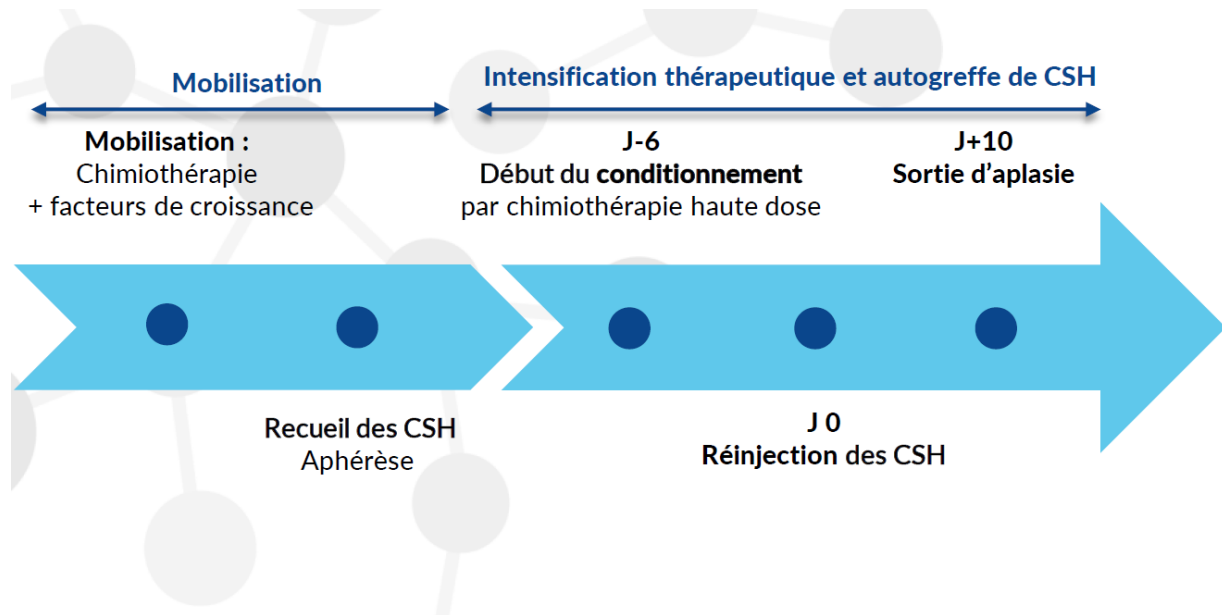 Mobilisation
Intensification thérapeutique et autogreffe de CSH
Mobilisation :
Chimiothérapie
+ facteurs de croissance
J-6
Début du conditionnement
par chimiothérapie haute dose
J+10
Sortie d’aplasie
Recueil des CSH
Aphérèse
J 0
Réinjection des CSH